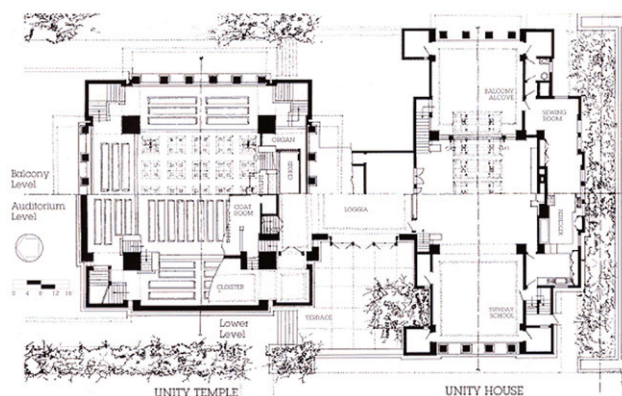 BALCONY
ALCOVE
SEWING
ROOM
ORGAN
Balcony
Level
Auditorium
Level
COAT
ROOM
LOGGIA
KITCHEN
0 4 8 12 16
CLOISTER
TERRACE
SUNDAY
SCHOOL
Lower
Level
UNITY TEMPLE
UNITY HOUSE